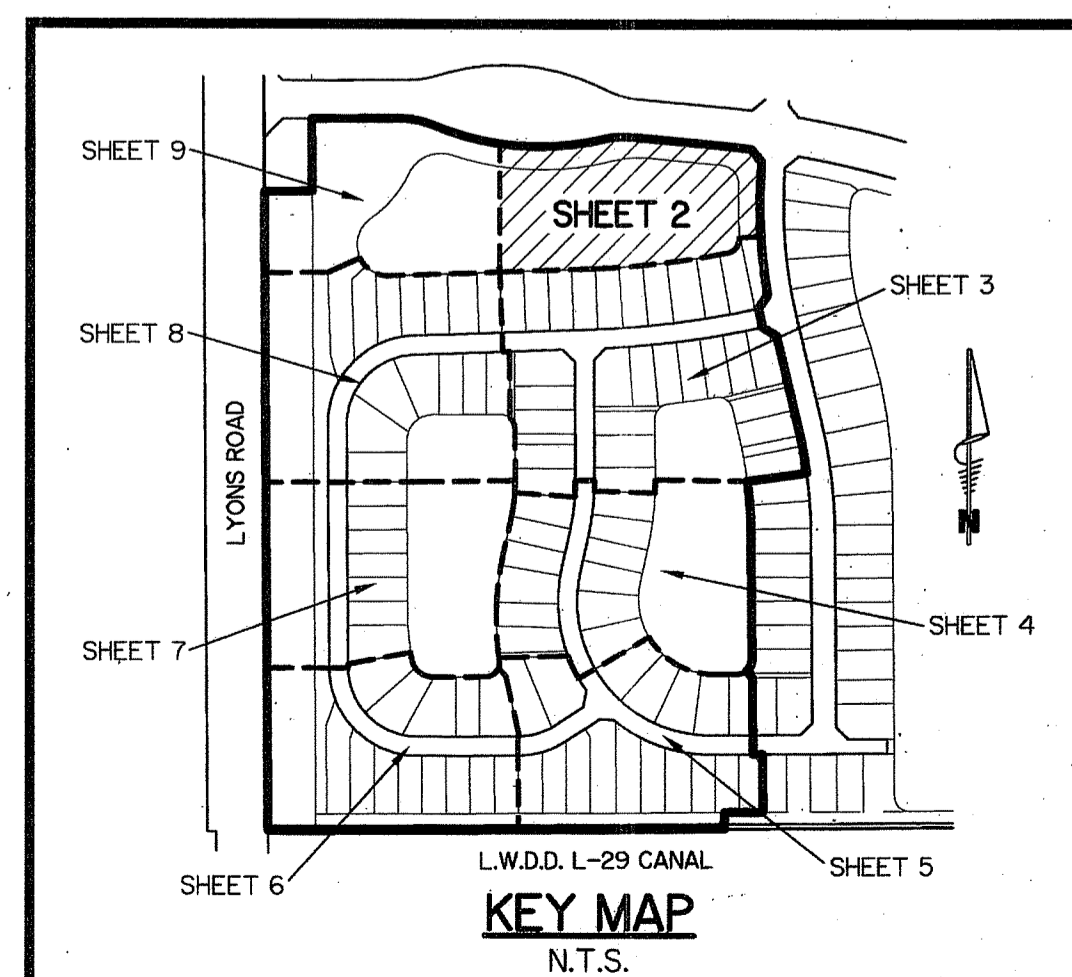 SHEET 9
SHEET 2
SHEET 3
SHEET 8
LYONS ROAD
N
SHEET 4
SHEET 7
L.W.D.D. L-29 CANAL
SHEET 5
SHEET 6
KEY MAP
N.T.S.